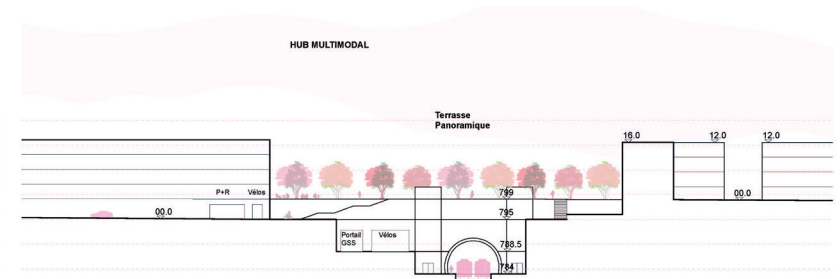 HUB MULTIMODAL
Terrasse
Panoramique
16.0
12.0
12.0
P+R
Vélos
799
00.0
00.0
795
Portail
GSS
Vélos
788.5
784